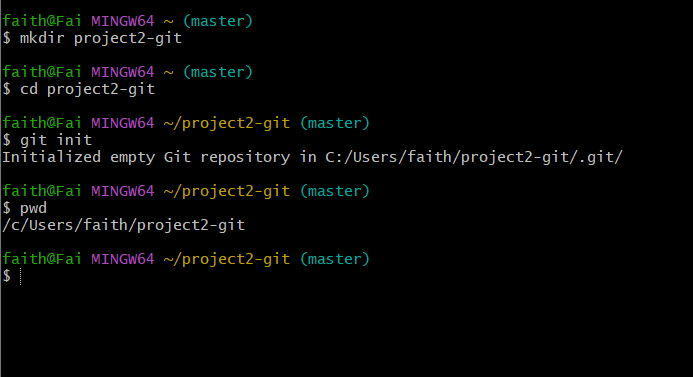 faith@Fai MINGW64 ~ (master)
$ mkdir project2-git
faith@Fai MINGW64 ~ (master)
$ cd project2-git
faith@Fai MINGW64 ~/project2-git (master)
$ git init
Initialized empty Git repository in C:/Users/faith/project2-git/.git/
faith@Fai MINGW64 ~/project2-git (master)
$ pwd
/c/Users/faith/project2-git
faith@Fai MINGW64 ~/project2-git (master)
$